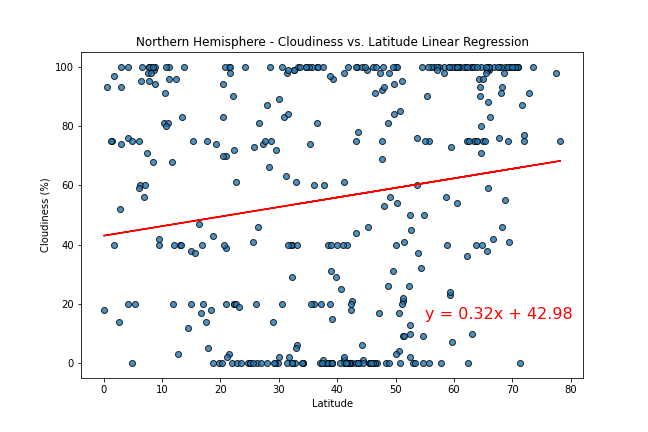 Northern Hemisphere - Cloudiness vs. Latitude Linear Regression
100
80
60
40
20
0
Cloudiness (%)
y = 0.32x + 42.98
0 10 20 30 40 50 60 70 80
Latitude